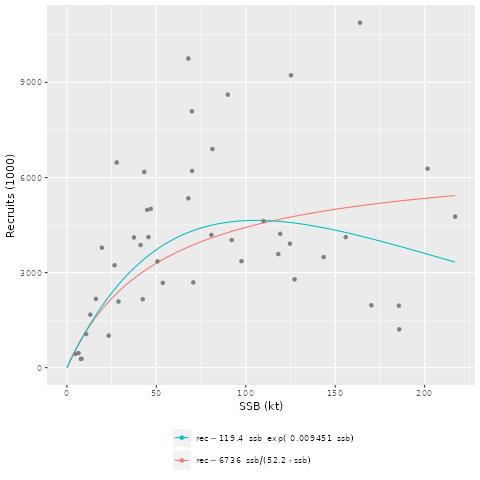 9000
6000
3000
0
Recruits (1000)
0 50 100 150 200
SSB (kt)
rec−119.4 ssb exp( 0.009451 ssb)
rec−6736 ssb/(52.2+ssb)